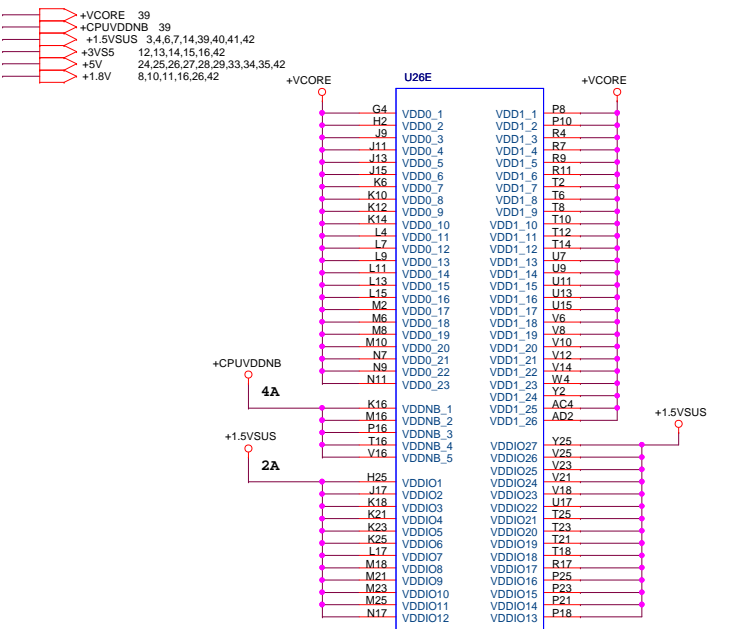 +VCORE 39
+CPUVDDNB 39
+1.5VSUS 3,4,6,7,14,39,40,41,42
+3VS5 12,13,14,15,16,42
+5V 24,25,26,27,28,29,33,34,35,42
+1.8V 8,10,11,16,26,42
+VCORE U26E +VCORE
G4 VDD0_1 VDD1_1 P8
H2 VDD0_2 VDD1_2 P10
J9 VDD0_3 VDD1_3 R4
J11 VDD0_4 VDD1_4 R7
J13 VDD0_5 VDD1_5 R9
J15 VDD0_6 VDD1_6 R11
K6 VDD0_7 VDD1_7 T2
K10 VDD0_8 VDD1_8 T6
K12 VDD0_9 VDD1_9 T8
K14 VDD0_10 VDD1_10 T10
L4 VDD0_11 VDD1_11 T12
L7 VDD0_12 VDD1_12 T14
L9 VDD0_13 VDD1_13 U7
L11 VDD0_14 VDD1_14 U9
L13 VDD0_15 VDD1_15 U11
L15 VDD0_16 VDD1_16 U13
M2 VDD0_17 VDD1_17 U15
M6 VDD0_18 VDD1_18 V6
M8 VDD0_19 VDD1_19 V8
M10 VDD0_20 VDD1_20 V10
N7 VDD0_21 VDD1_21 V12
N9 VDD0_22 VDD1_22 V14
N11 VDD0_23 VDD1_23 W4
VDD1_24 Y2
+CPUVDDNB
4A
K16 VDDNB_1 VDD1_25 AC4
M16 VDDNB_2 VDD1_26 AD2
P16 VDDNB_3
T16 VDDNB_4 VDDIO27 Y25
V16 VDDNB_5 VDDIO26 V25
+1.5VSUS
+1.5VSUS
2A
VDDIO25 V23
H25 VDDIO1 VDDIO24 V21
J17 VDDIO2 VDDIO23 V18
K18 VDDIO3 VDDIO22 U17
K21 VDDIO4 VDDIO21 T25
K23 VDDIO5 VDDIO20 T23
K25 VDDIO6 VDDIO19 T21
L17 VDDIO7 VDDIO18 T18
M18 VDDIO8 VDDIO17 R17
M21 VDDIO9 VDDIO16 P25
M23 VDDIO10 VDDIO15 P23
M25 VDDIO11 VDDIO14 P21
N17 VDDIO12 VDDIO13 P18